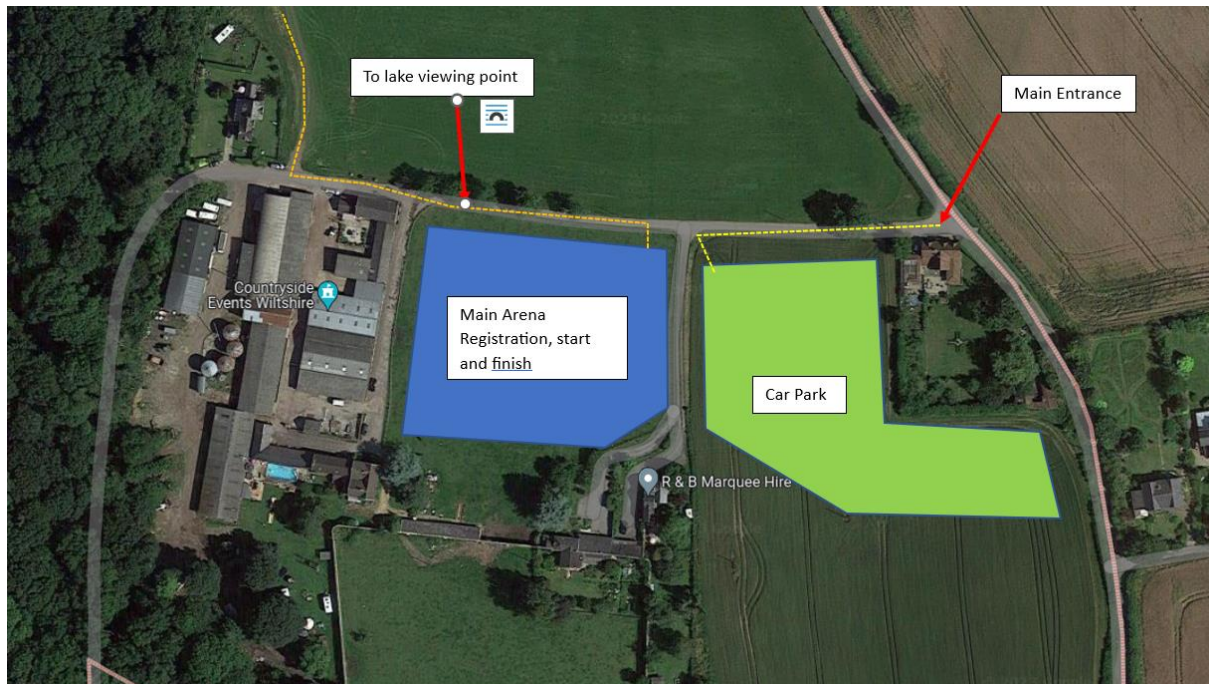 To lake viewing point
Main Entrance
Countryside
Events Wiltshire
Main Arena
Registration, start
and finish
Car Park
R & B Marquee Hire